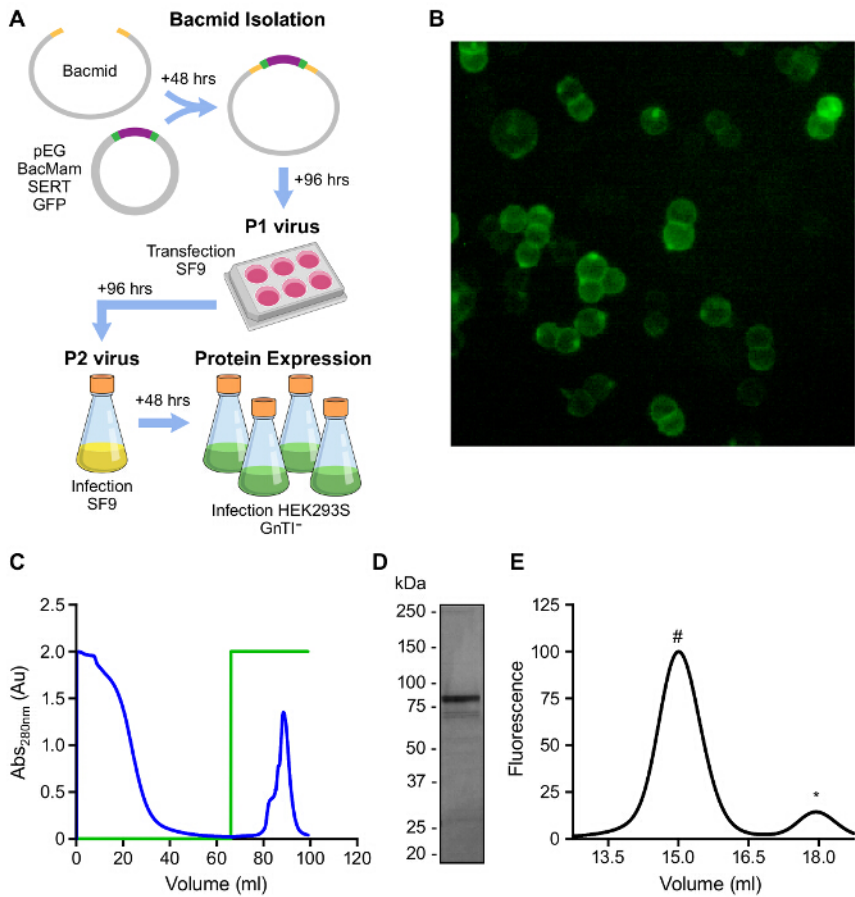 A
Bacmid Isolation
Bacmid
+48 hrs
pEG
BacMam
SERT
GFP
+96 hrs
P1 virus
Transfection
SF9
+96 hrs
P2 virus
Protein Expression
+48 hrs
Infection
SF9
Infection HEK293S
GnTI⁻
B
C
2.5
2.0
1.5
1.0
0.5
0
Abs280nm (Au)
0
20
40
60
80
100
120
Volume (ml)
D
kDa
250 -
150 -
100 -
75 -
50 -
37 -
25 -
20 -
E
125
100
75
50
25
0
Fluorescence
#
*
13.5
15.0
16.5
18.0
Volume (ml)